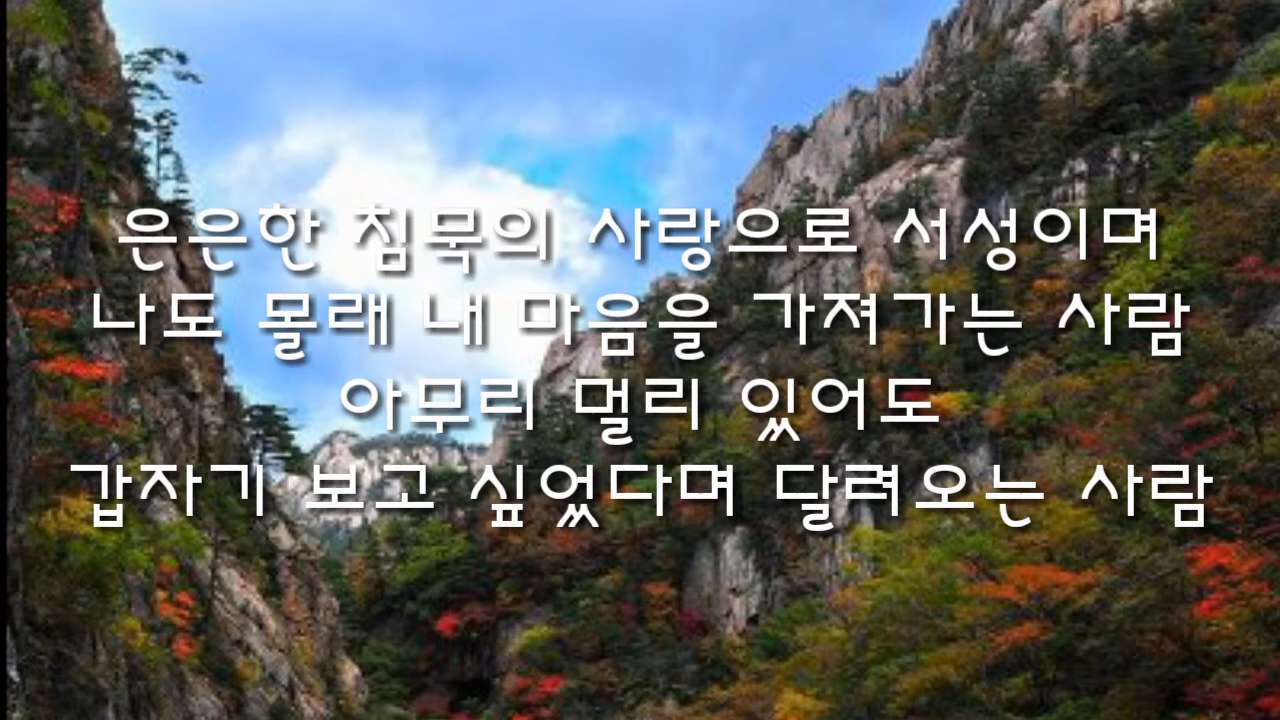 은은한 침묵의 사랑으로 서성이며
나도 몰래 내 마음을 가져가는 사람
아무리 멀리 있어도
갑자기 보고 싶었다며 달려오는 사람